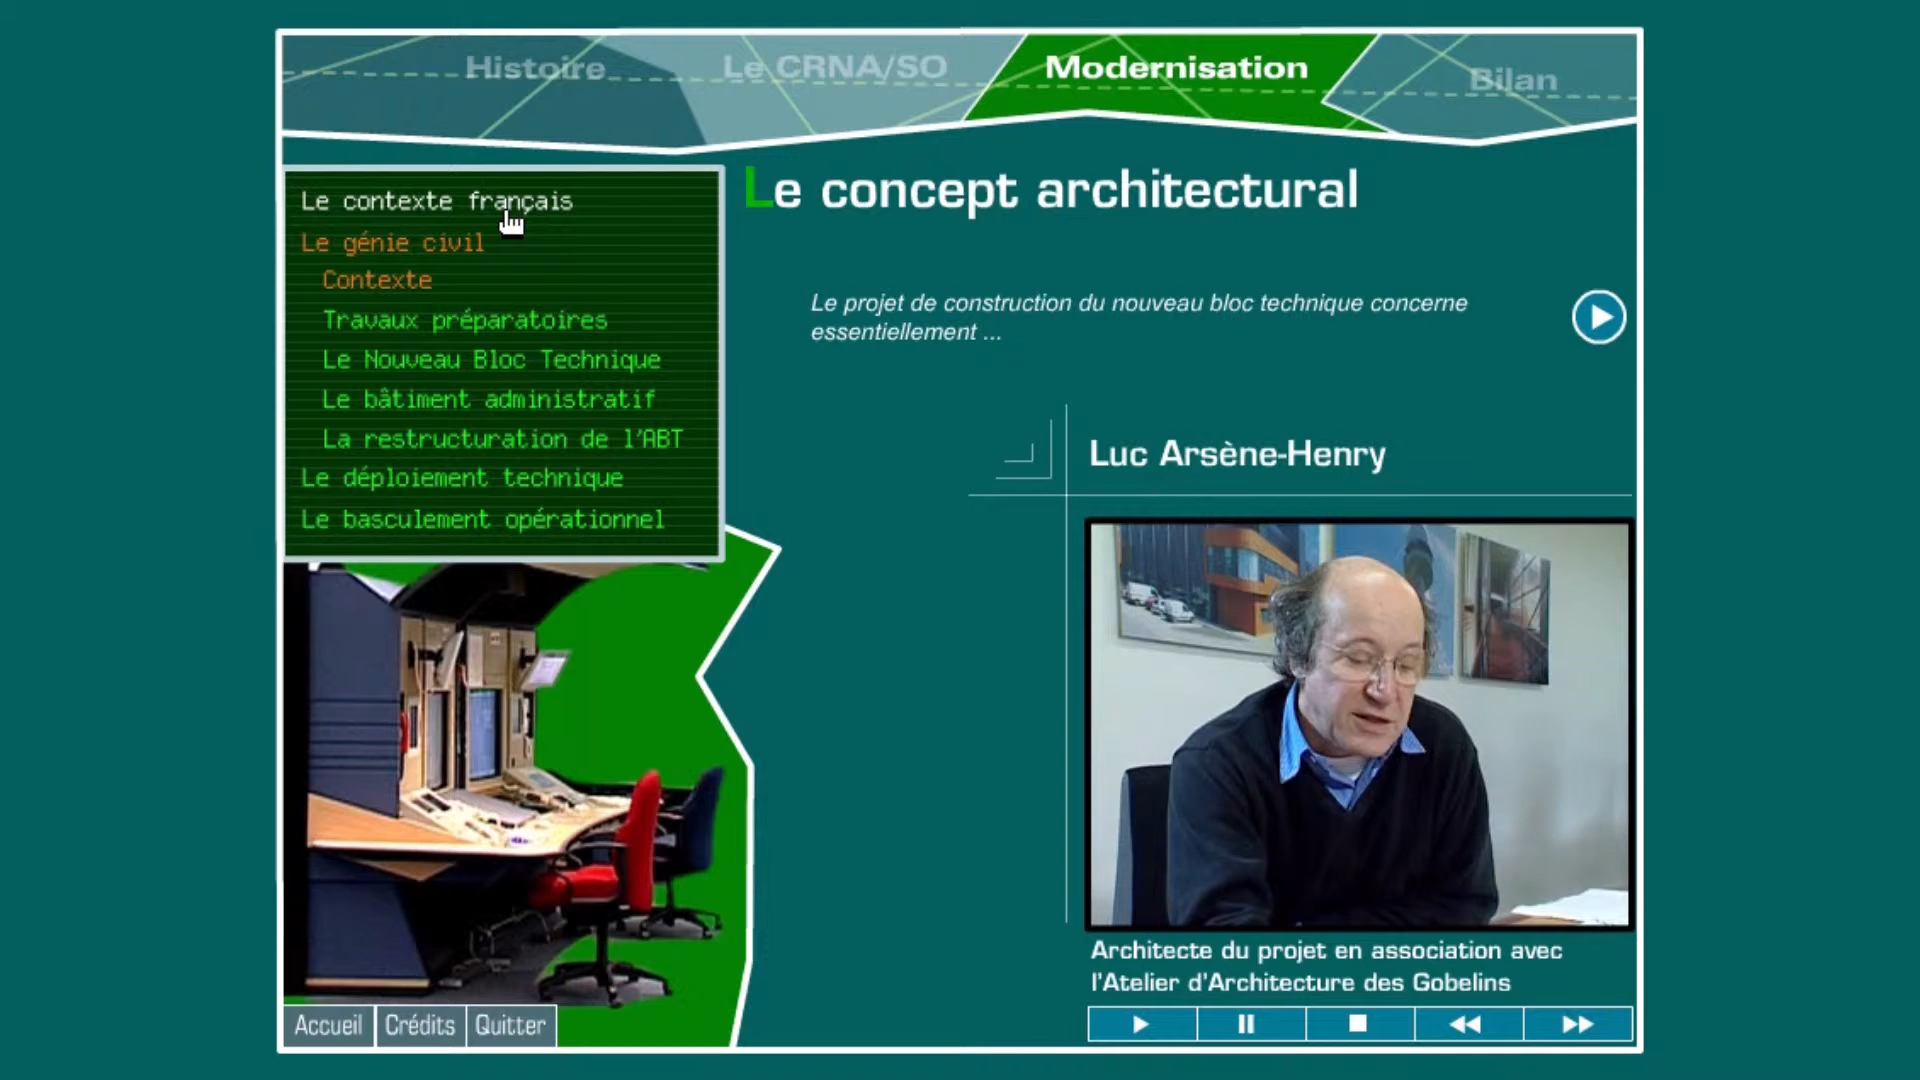 Histoire
Le CRNA/SO
Modernisation
Bilan
Le contexte français
Le génie civil
Contexte
Travaux préparatoires
Le Nouveau Bloc Technique
Le bâtiment administratif
La restructuration de l'ABT
Le déploiement technique
Le basculement opérationnel
Le concept architectural
Le projet de construction du nouveau bloc technique concerne
essentiellement ...
Luc Arsène-Henry
Architecte du projet en association avec
l'Atelier d'Architecture des Gobelins
Accueil
Crédits
Quitter